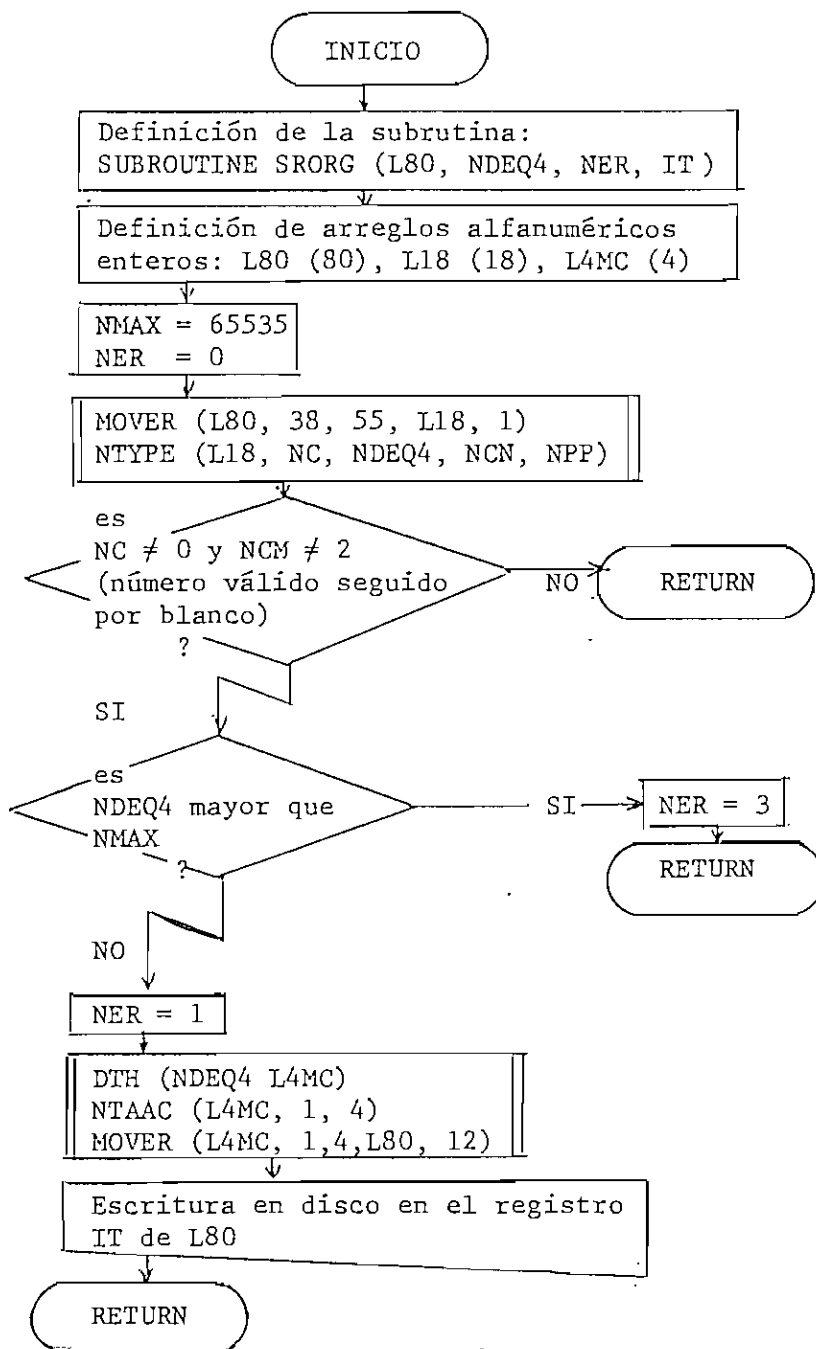 INICIO
Definición de la subrutina:
SUBROUTINE SRORG (L80, NDEQ4, NER, IT )
Definición de arreglos alfanuméricos
enteros: L80 (80), L18 (18), L4MC (4)
NMAX = 65535
NER = 0
MOVER (L80, 38, 55, L18, 1)
NTYPE (L18, NC, NDEQ4, NCN, NPP)
es
NC ≠ 0 y NCM ≠ 2
(número válido seguido
por blanco)
?
NO
RETURN
SI
es
NDEQ4 mayor que
NMAX
?
SI
NER = 3
RETURN
NO
NER = 1
DTH (NDEQ4 L4MC)
NTAAC (L4MC, 1, 4)
MOVER (L4MC, 1,4,L80, 12)
Escritura en disco en el registro
IT de L80
RETURN